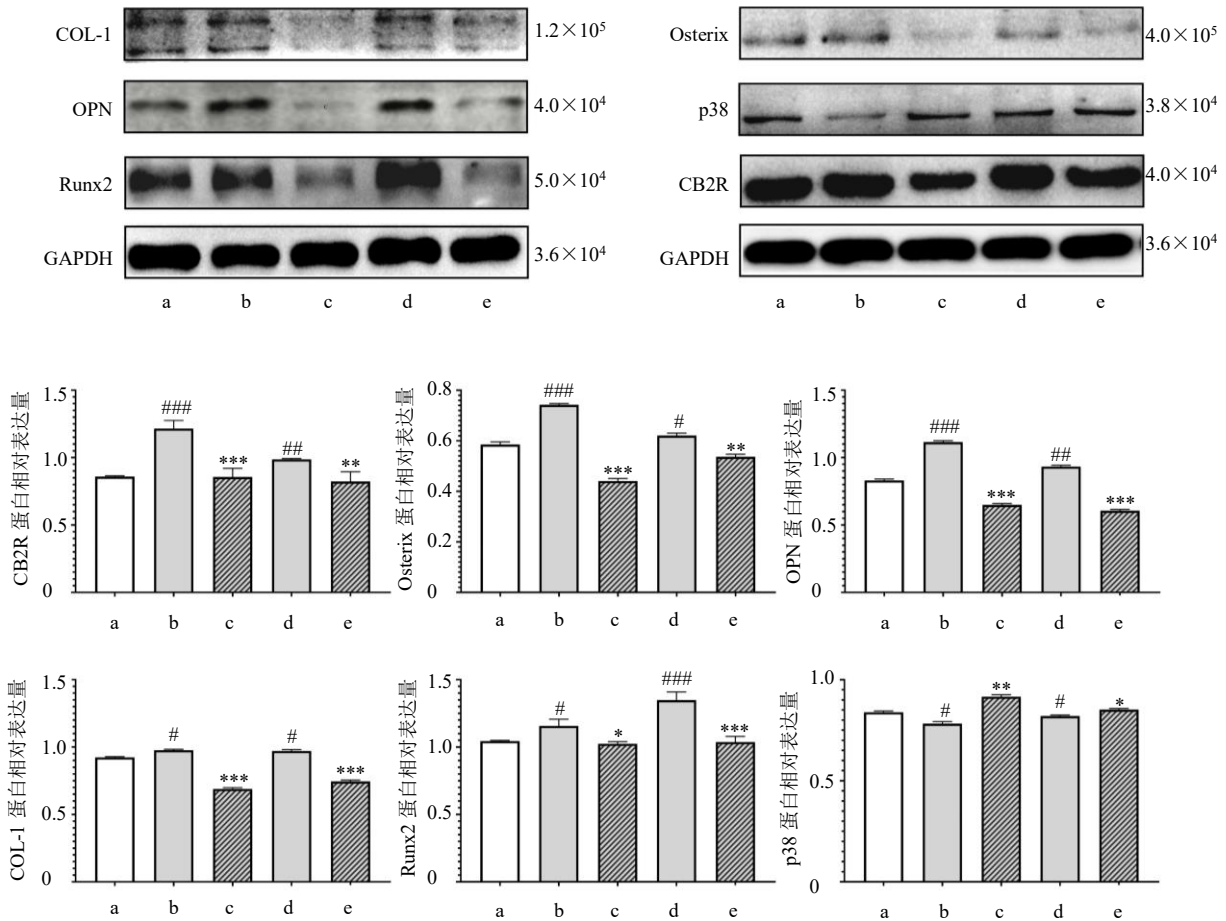 COL-1
1.2×10⁵
OPN
4.0×10⁴
Runx2
5.0×10⁴
GAPDH
3.6×10⁴
a b c d e
Osterix
4.0×10⁵
p38
3.8×10⁴
CB2R
4.0×10⁴
GAPDH
3.6×10⁴
a b c d e
CB2R 蛋白相对表达量
1.5
1.0
0.5
0
###
***
##
**
a b c d e
Osterix 蛋白相对表达量
0.8
0.6
0.4
0.2
0
###
***
#
**
a b c d e
OPN 蛋白相对表达量
1.5
1.0
0.5
0
###
***
##
***
a b c d e
COL-1 蛋白相对表达量
1.5
1.0
0.5
0
#
***
#
***
a b c d e
Runx2 蛋白相对表达量
1.5
1.0
0.5
0
#
*
###
***
a b c d e
p38 蛋白相对表达量
1.0
0.5
0
#
**
#
*
a b c d e